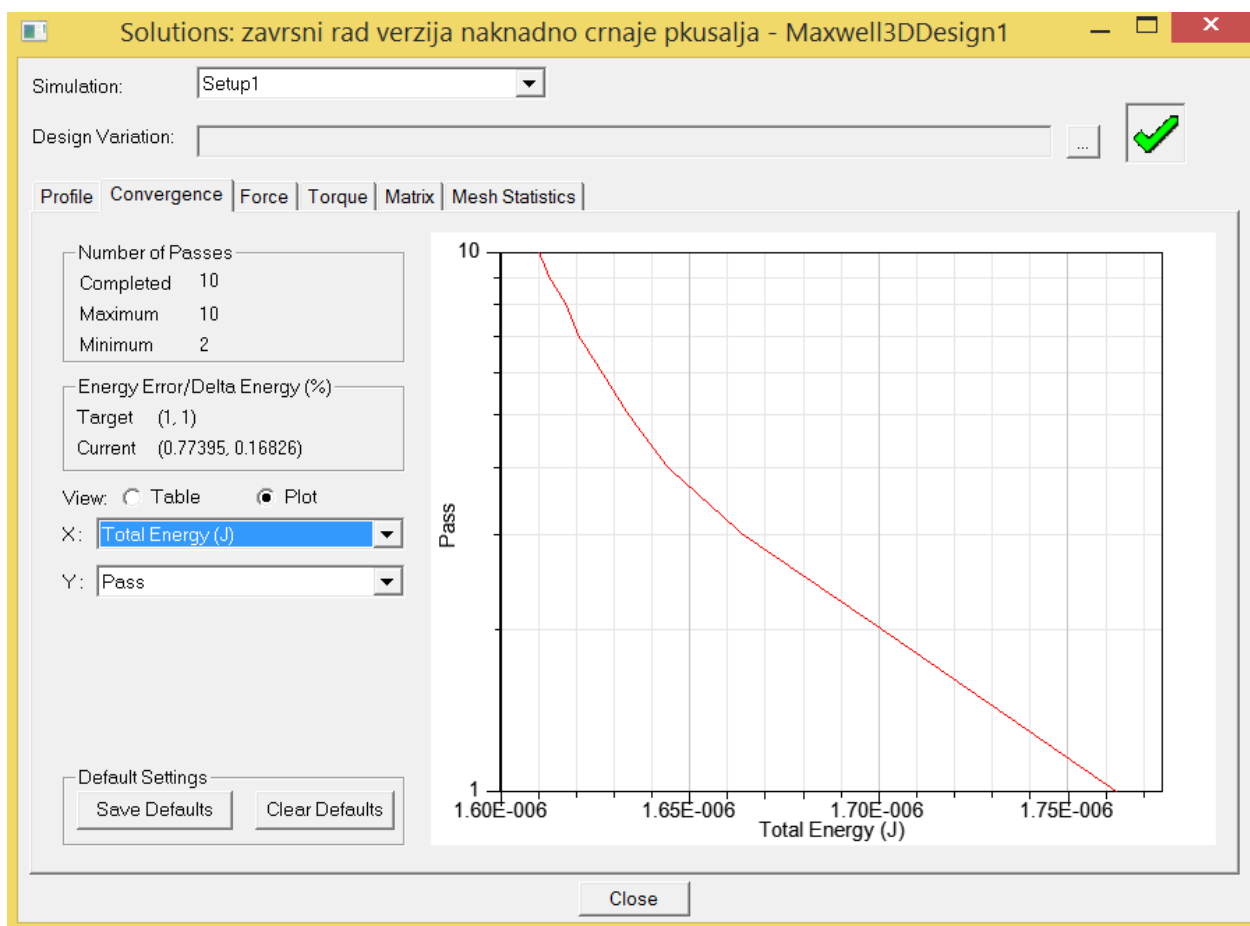 Solutions: zavrsni rad verzija naknadno crnaje pkusalja - Maxwell3DDesign1
Simulation: Setup1
Design Variation: ...
Profile Convergence Force Torque Matrix Mesh Statistics
Number of Passes
Completed 10
Maximum 10
Minimum 2
Energy Error/Delta Energy (%)
Target (1, 1)
Current (0.77395, 0.16826)
View: Table Plot
X: Total Energy (J)
Y: Pass
Default Settings
Save Defaults Clear Defaults
10
Pass
1
1.60E-006 1.65E-006 1.70E-006 1.75E-006
Total Energy (J)
Close